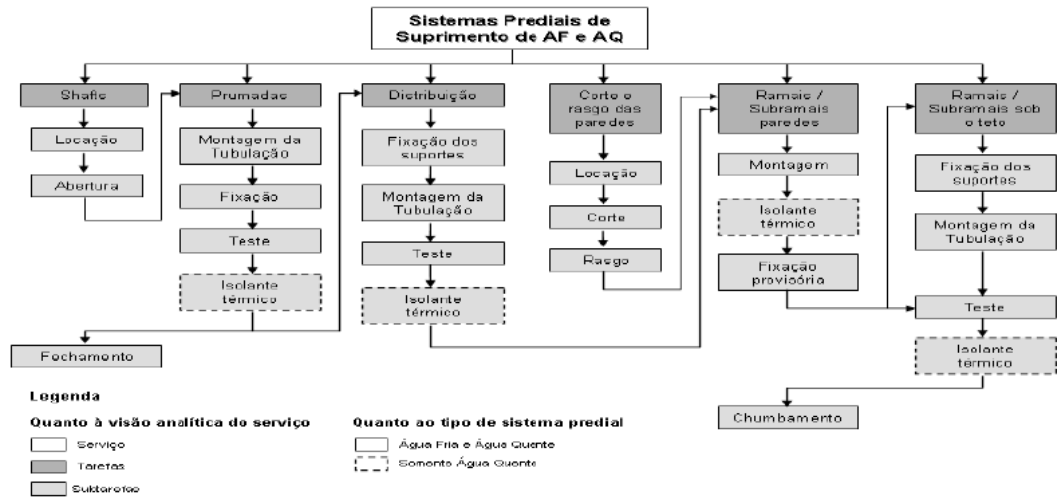 Sistemas Prediais de
Suprimento de AF e AQ
Shafts
Locação
Abertura
Prumadas
Montagem da
Tubulação
Fixação
Teste
Isolante
térmico
Fechamento
Distribuição
Fixação dos
suportes
Montagem da
Tubulação
Teste
Isolante
térmico
Corte e
rasgo das
paredes
Locação
Corte
Rasgo
Ramais /
Subramais
paredes
Montagem
Isolante
térmico
Fixação
provisória
Ramais /
Subramais sob
o teto
Fixação dos
suportes
Montagem da
Tubulação
Teste
Isolante
térmico
Chumbamento
Legenda
Quanto à visão analítica do serviço
Serviço
Tarefas
Subtarefas
Quanto ao tipo de sistema predial
Água Fria e Água Quente
Somente Água Quente